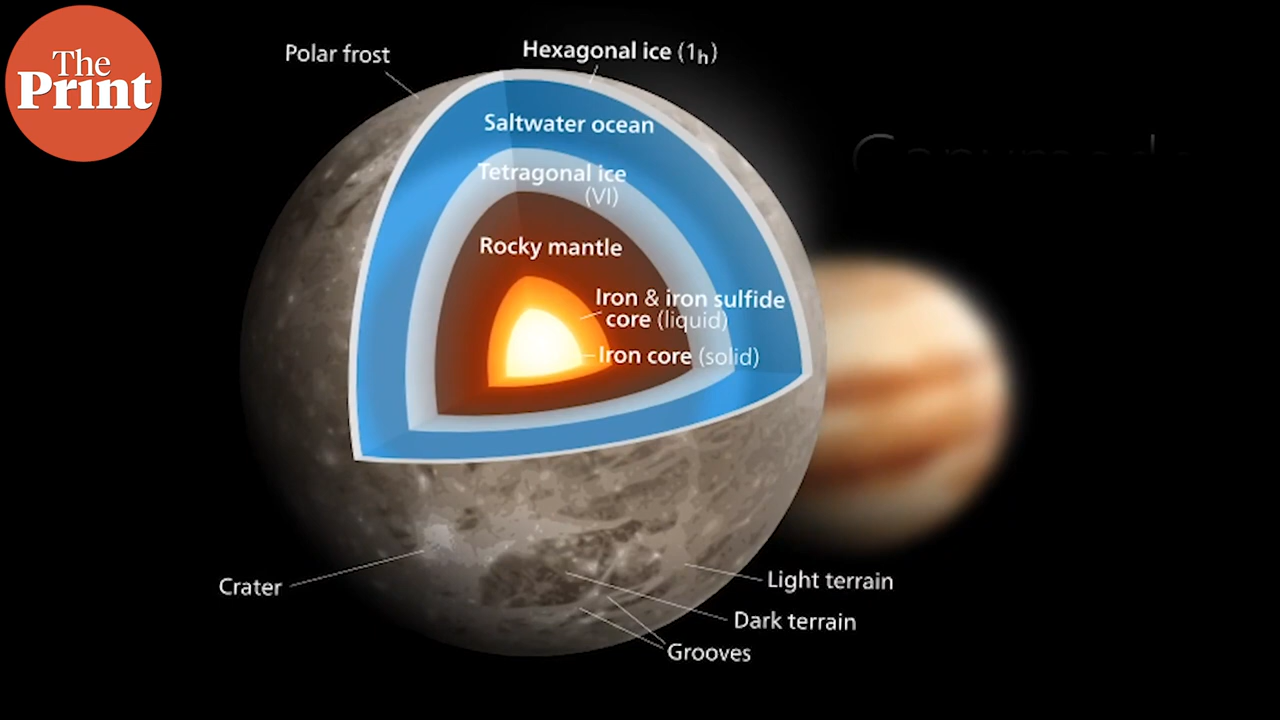 The
Print
Polar frost
Hexagonal ice (1h)
Saltwater ocean
Tetragonal ice
(VI)
Rocky mantle
Iron & iron sulfide
core (liquid)
Iron core (solid)
Crater
Light terrain
Dark terrain
Grooves